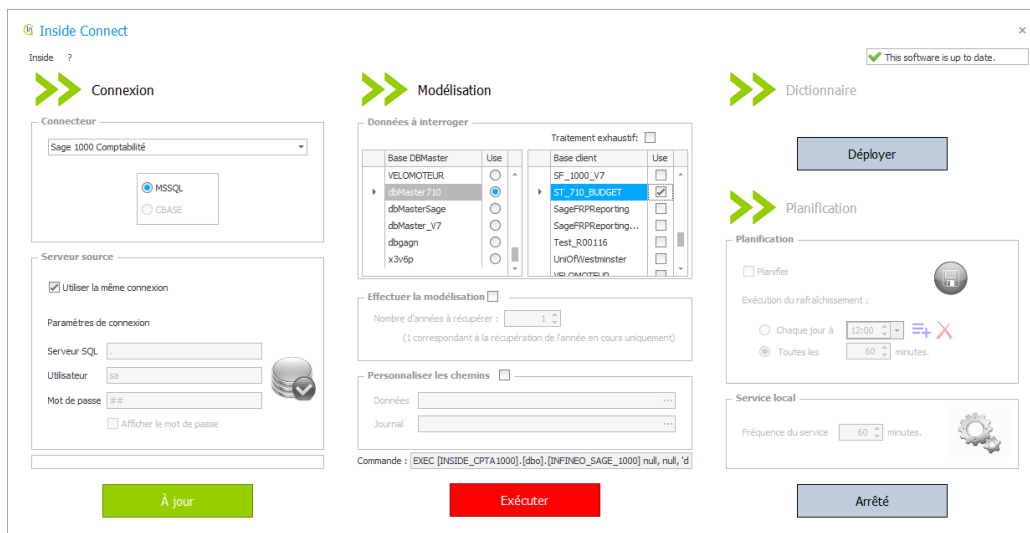 Inside Connect
Inside ?
This software is up to date.
Connexion
Connecteur
Sage 1000 Comptabilité
MSSQL
CBASE
Serveur source
Utiliser la même connexion
Paramètres de connexion
Serveur SQL .
Utilisateur sa
Mot de passe ##
Afficher le mot de passe
À jour
Modélisation
Données à interroger
Traitement exhaustif:
Base DBMaster Use
VELOMOTEUR
dbMaster710
dbMasterSage
dbMaster_V7
dbgagn
x3v6p
Base client Use
SF_1000_V7
ST_710_BUDGET
SageFRPReporting
SageFRPReporting...
Test_R00116
UniOfWestminster
VELOMOTEUR
Effectuer la modélisation
Nombre d'années à récupérer : 1
(1 correspondant à la récupération de l'année en cours uniquement)
Personnaliser les chemins
Données ...
Journal ...
Commande : EXEC [INSIDE_CPTA1000].[dbo].[INFINEO_SAGE_1000] null, null, 'd
Exécuter
Dictionnaire
Déployer
Planification
Planification
Planifier
Exécution du rafraîchissement :
Chaque jour à 12:00
Toutes les 60 minutes.
Service local
Fréquence du service 60 minutes.
Arrêté